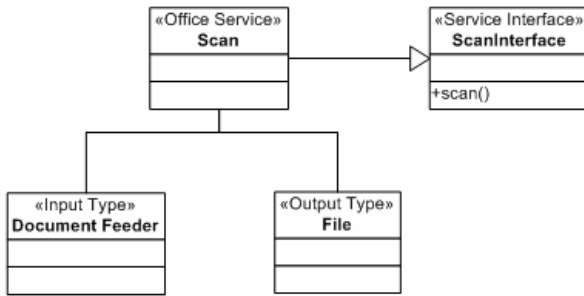 «Office Service»
Scan
«Service Interface»
ScanInterface
+scan()
«Input Type»
Document Feeder
«Output Type»
File